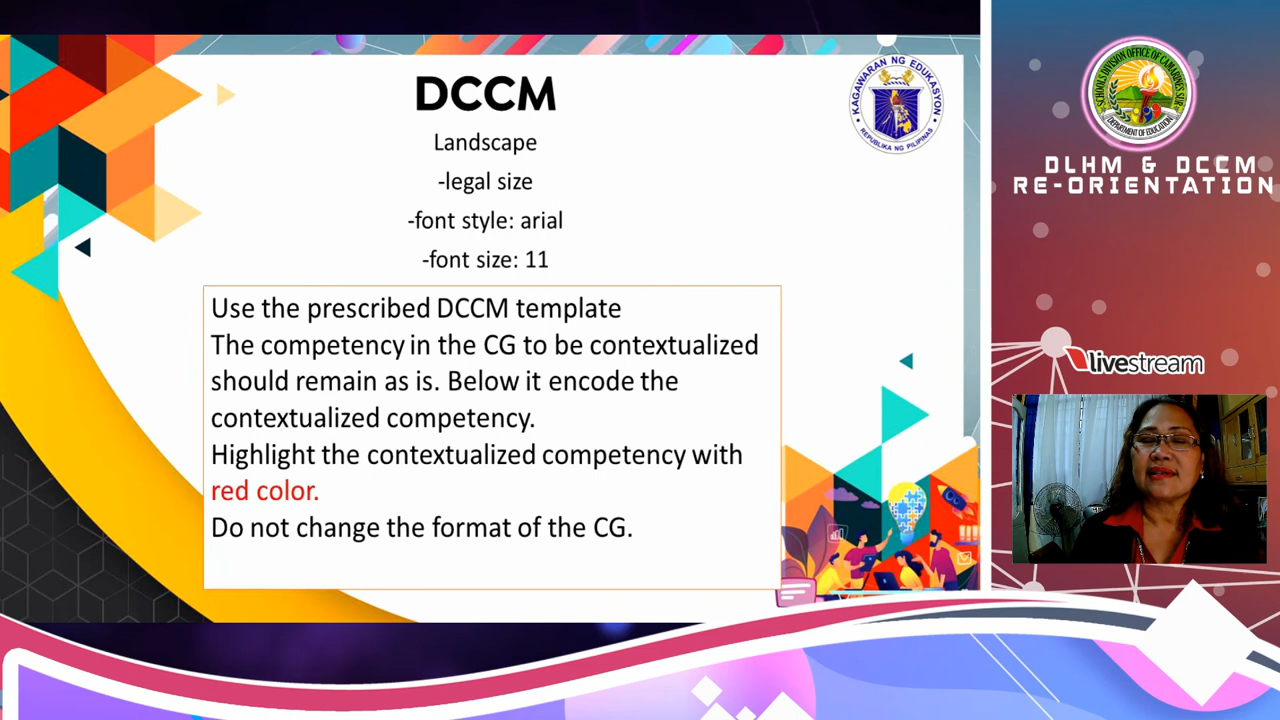 DCCM
Landscape
-legal size
-font style: arial
-font size: 11
Use the prescribed DCCM template
The competency in the CG to be contextualized
should remain as is. Below it encode the
contextualized competency.
Highlight the contextualized competency with
red color.
Do not change the format of the CG.
KAGAWARAN NG EDUKASYON
REPUBLIKA NG PILIPINAS
SCHOOLS DIVISION OFFICE OF CAMARINES SUR
DEPARTMENT OF EDUCATION
DLHM & DCCM
RE-ORIENTATION
livestream